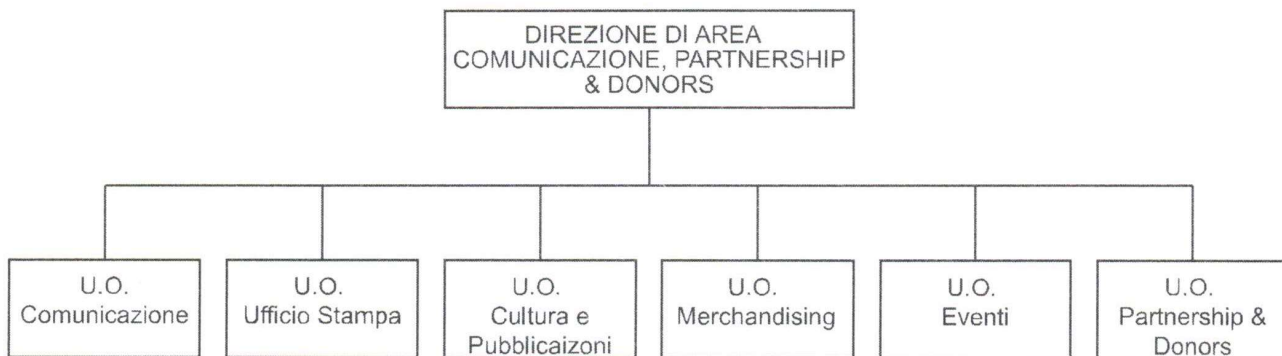 DIREZIONE DI AREA
COMUNICAZIONE, PARTNERSHIP
& DONORS
U.O.
Comunicazione
U.O.
Ufficio Stampa
U.O.
Cultura e
Pubblicaizoni
U.O.
Merchandising
U.O.
Eventi
U.O.
Partnership &
Donors